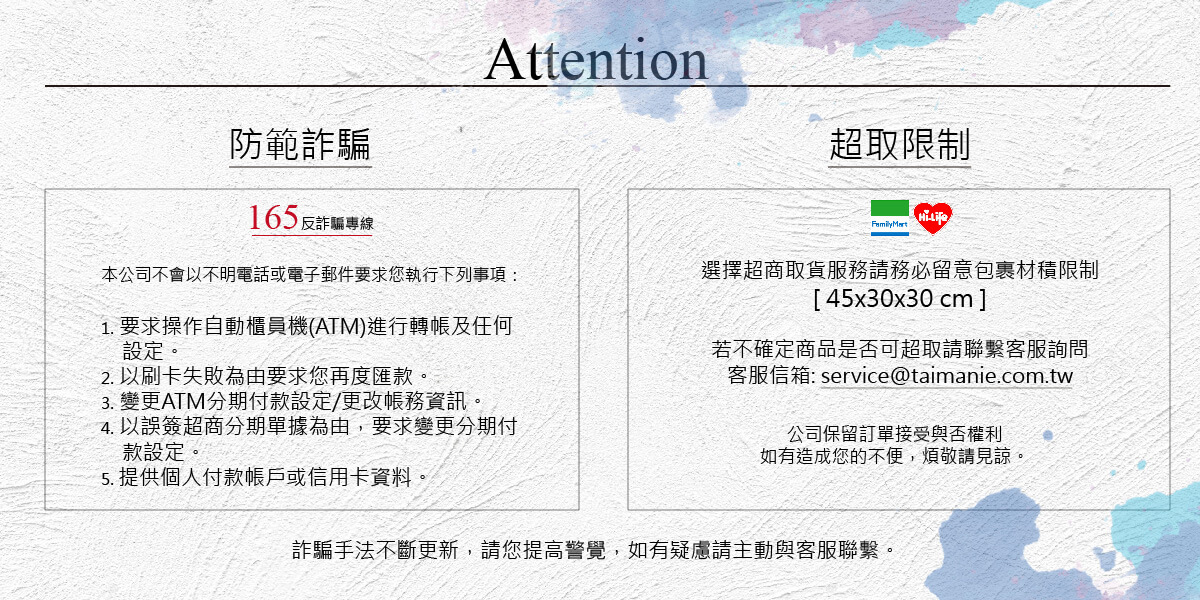 Attention
防範詐騙
165反詐騙專線
本公司不會以不明電話或電子郵件要求您執行下列事項：
1. 要求操作自動櫃員機(ATM)進行轉帳及任何
設定。
2. 以刷卡失敗為由要求您再度匯款。
3. 變更ATM分期付款設定/更改帳務資訊。
4. 以誤簽超商分期單據為由，要求變更分期付
款設定。
5. 提供個人付款帳戶或信用卡資料。
超取限制
FamilyMart Hi-Life
選擇超商取貨服務請務必留意包裹材積限制
[ 45x30x30 cm ]
若不確定商品是否可超取請聯繫客服詢問
客服信箱: service@taimanie.com.tw
公司保留訂單接受與否權利
如有造成您的不便，煩敬請見諒。
詐騙手法不斷更新，請您提高警覺，如有疑慮請主動與客服聯繫。